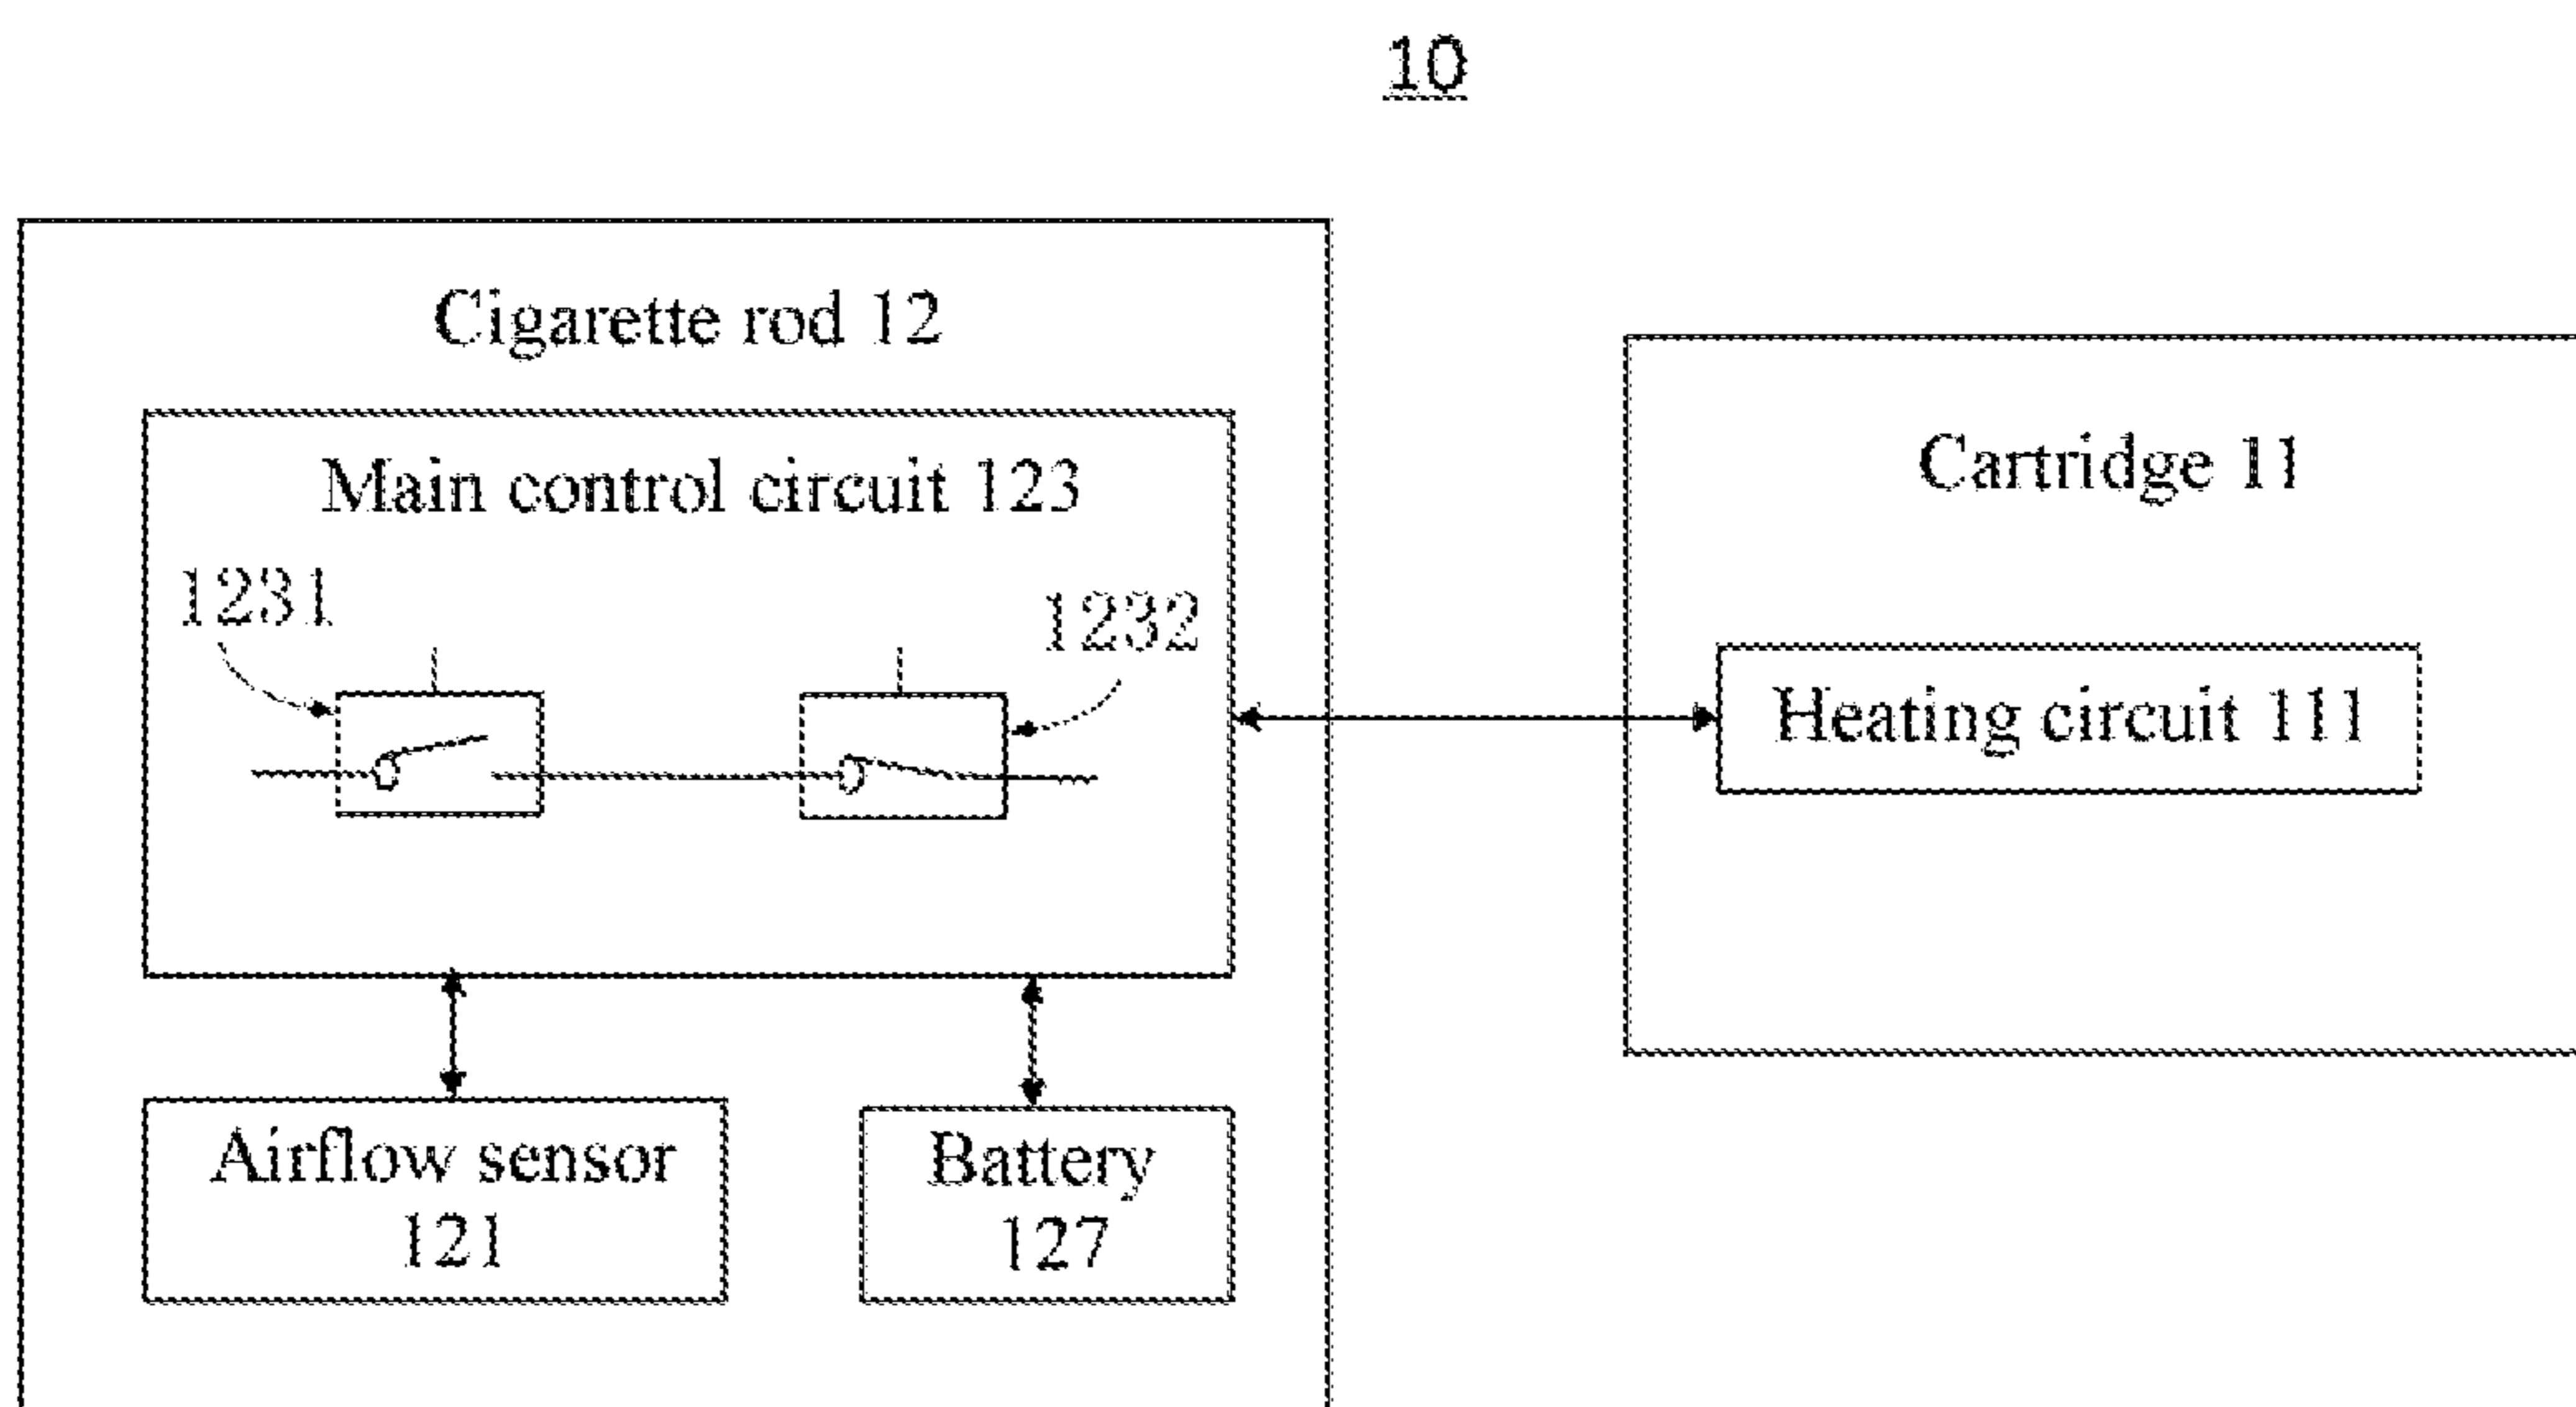 10
Cigarette rod 12
Main control circuit 123
1231
1232
Cartridge 11
Heating circuit 111
Airflow sensor
121
Battery
127